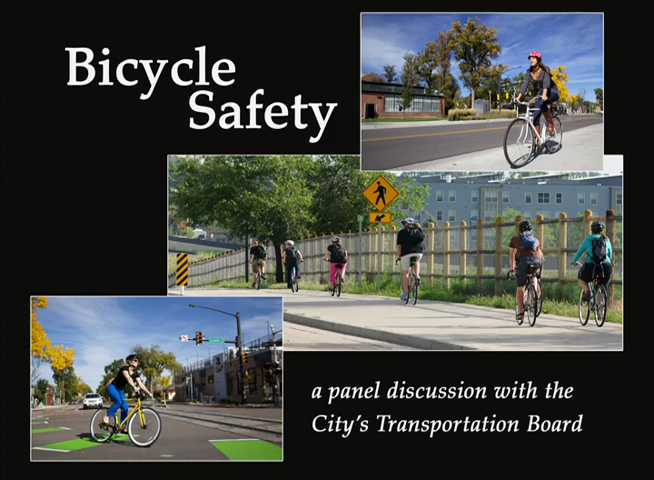 Bicycle
Safety
a panel discussion with the
City's Transportation Board